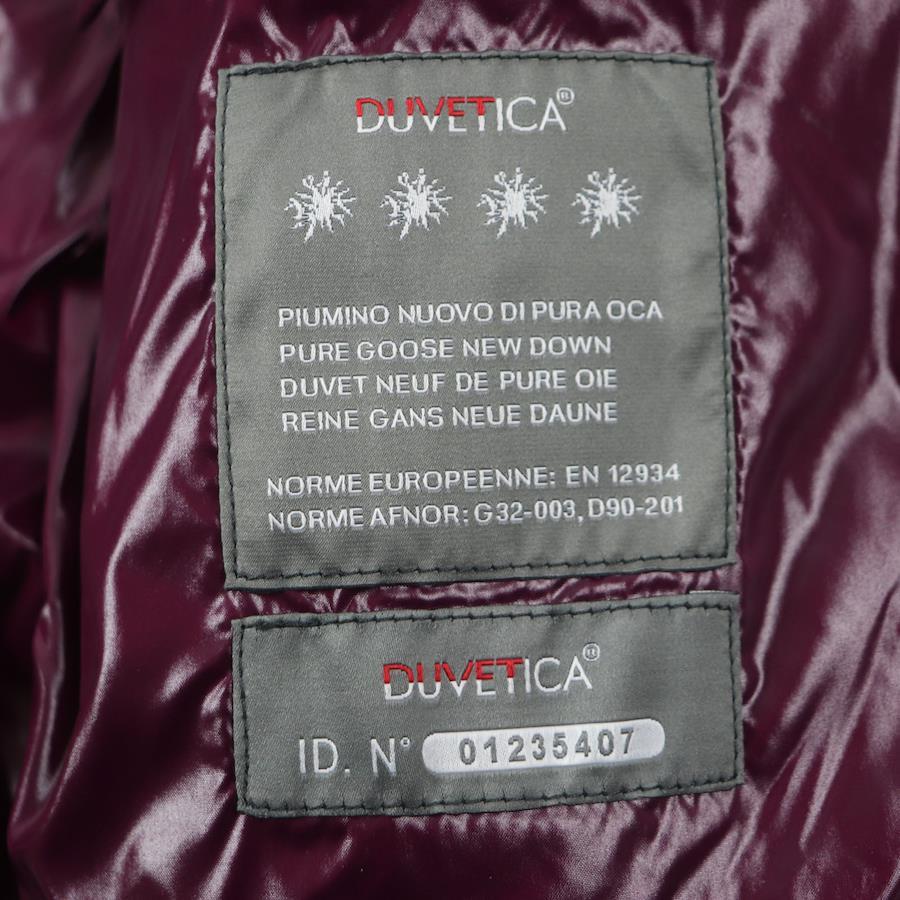 DUVETICA®
PIUMINO NUOVO DI PURA OCA
PURE GOOSE NEW DOWN
DUVET NEUF DE PURE OIE
REINE GANS NEUE DAUNE
NORME EUROPEENNE: EN 12934
NORME AFNOR: G32-003, D90-201
DUVETICA®
ID. N° 01235407